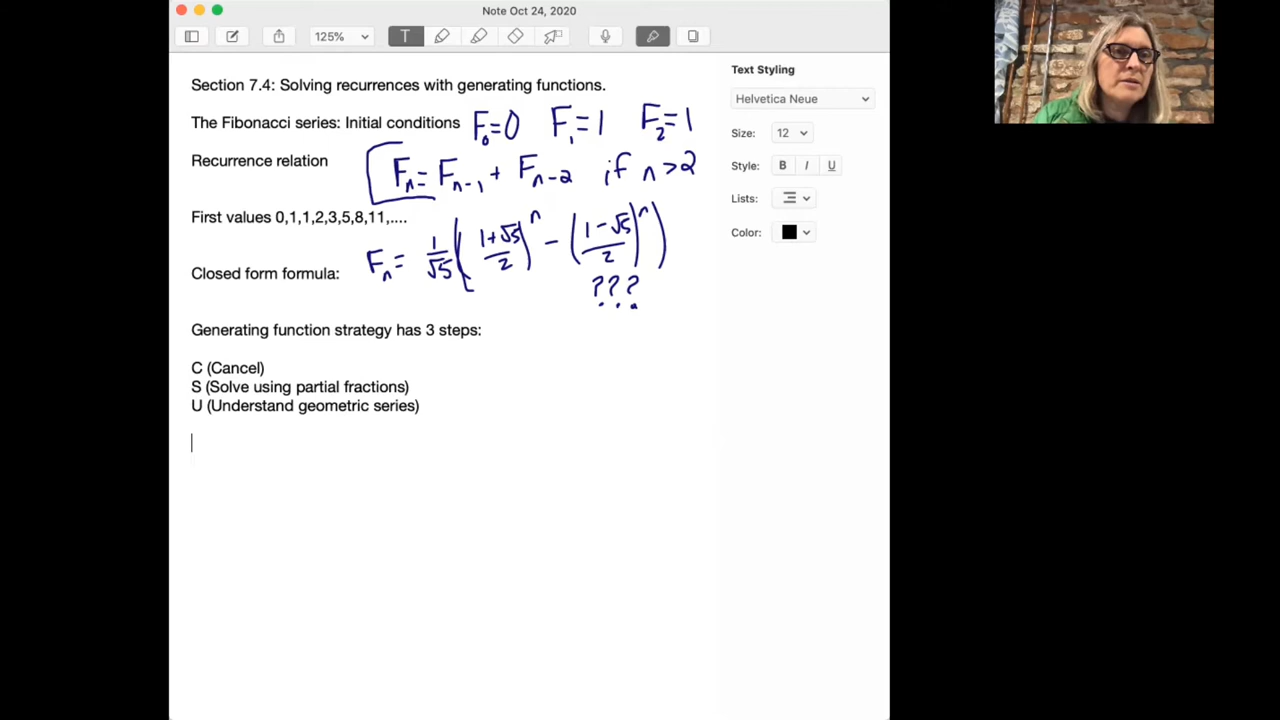 Note Oct 24, 2020
125%
T
Text Styling
Section 7.4: Solving recurrences with generating functions.
Helvetica Neue
The Fibonacci series: Initial conditions F₀=0 F₁=1 F₂=1
Size: 12
Recurrence relation Fₙ=Fₙ₋₁+Fₙ₋₂ if n>2
Style: B I U
Lists:
First values 0,1,1,2,3,5,8,11,....
Color:
Closed form formula: Fₙ= 1/√5 ((1+√5/2)ⁿ − (1−√5/2)ⁿ)
???
Generating function strategy has 3 steps:
C (Cancel)
S (Solve using partial fractions)
U (Understand geometric series)